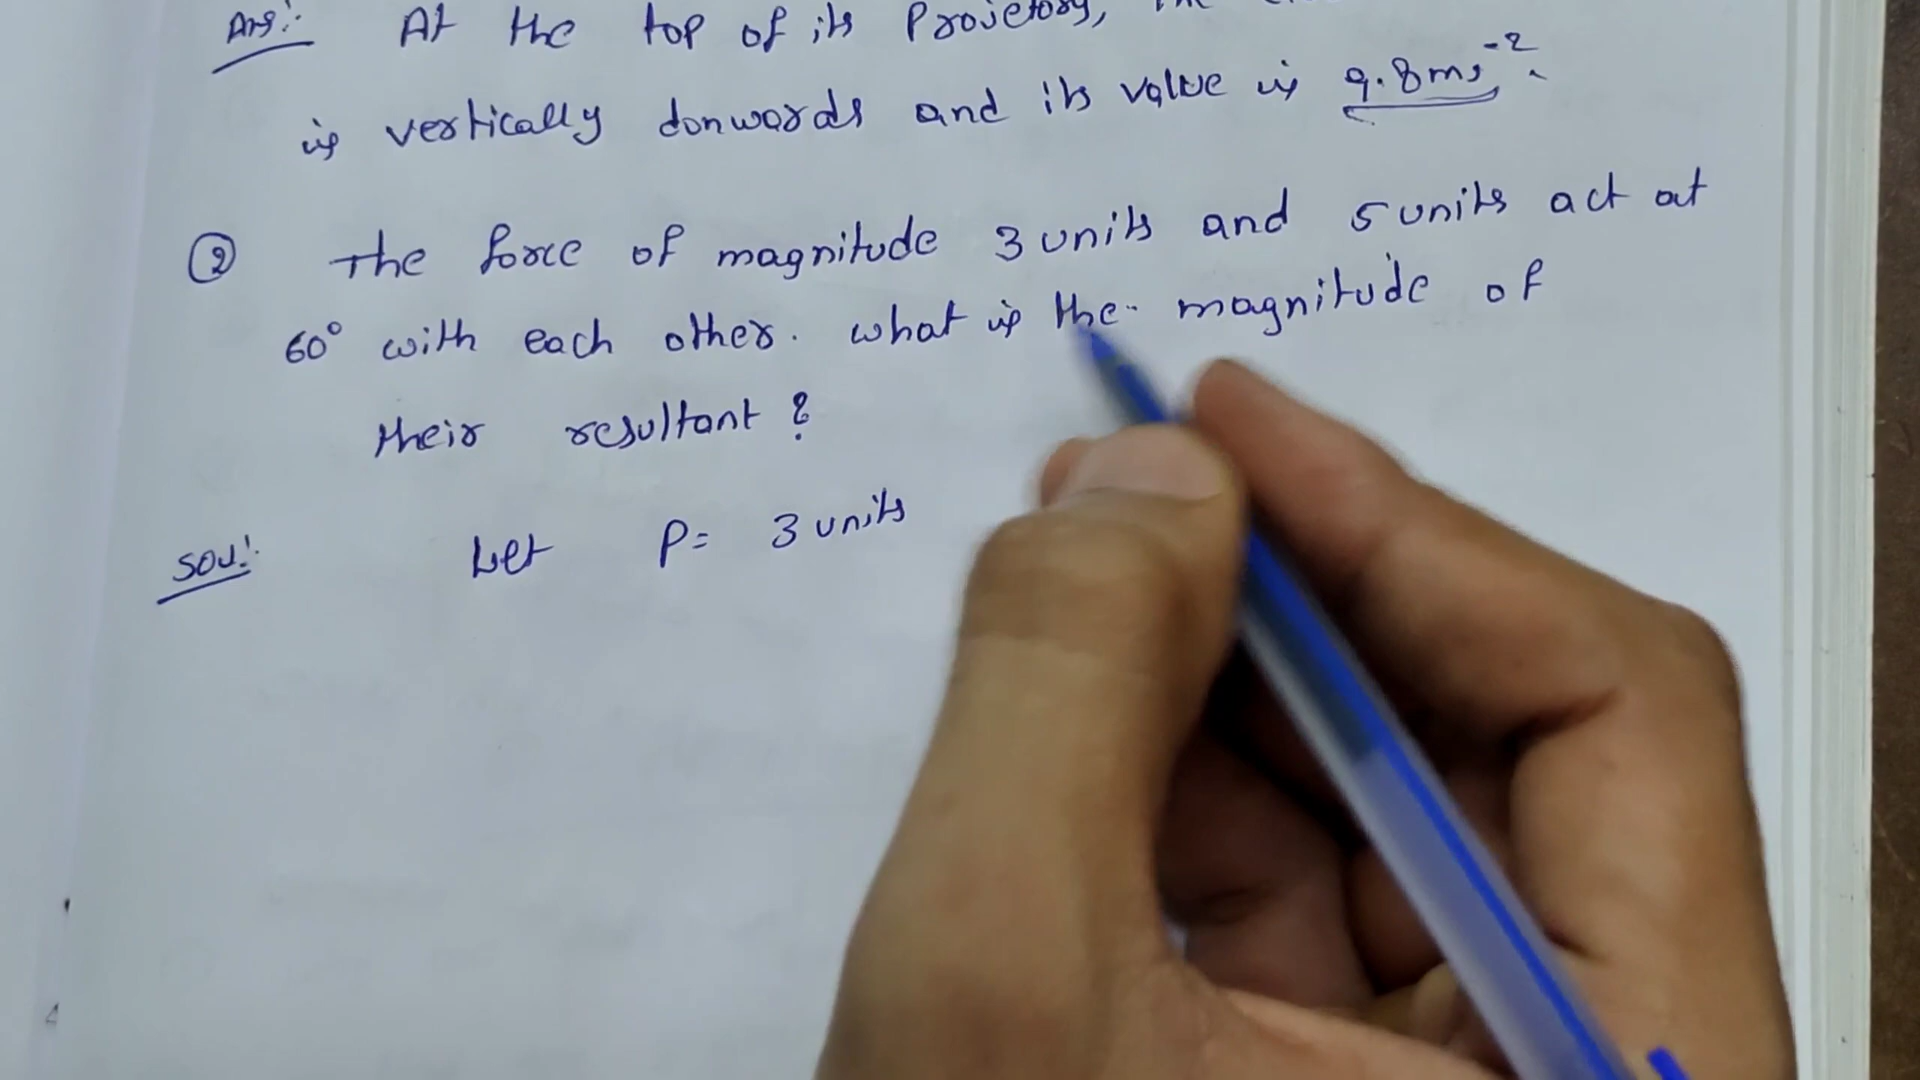 Ans:- At the top of its Projectory,
is vertically donwards and its value is 9.8ms⁻².
② The force of magnitude 3 units and 5 units act at
60° with each other. what is the magnitude of
their resultant?
Sol:- Let P = 3 units